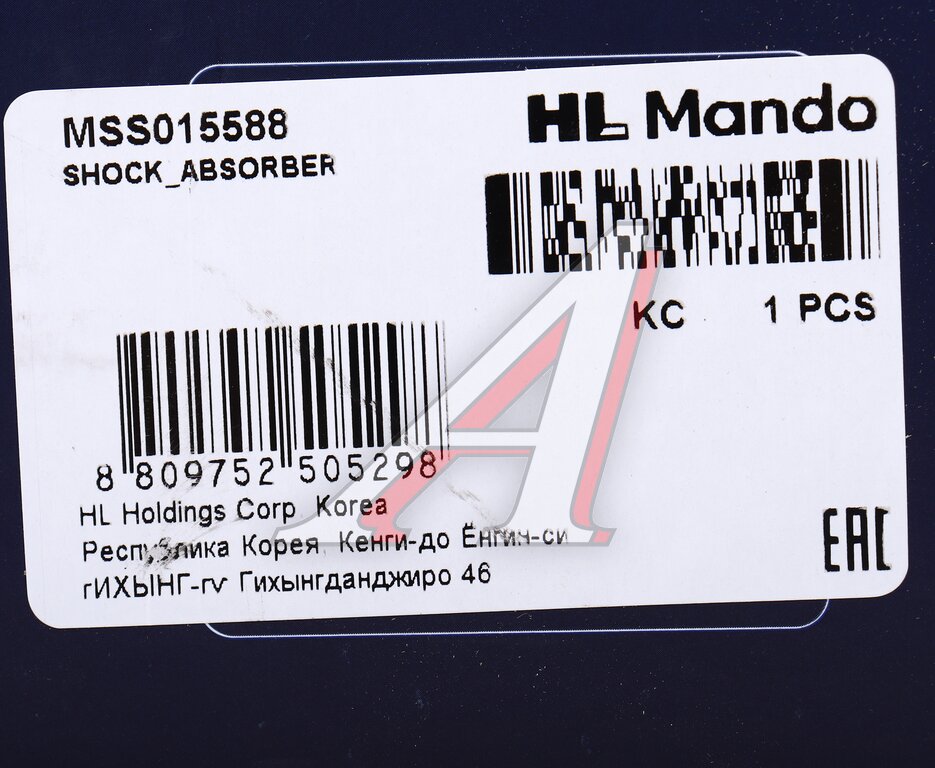 HL Mando
MSS015588
SHOCK_ABSORBER
KC 1 PCS
8 809752 505298
HL Holdings Corp Korea
Республика Корея Кенги-до Ёнгин-си
гИХЫНГ-гу Гихынгданджиро 46
EAC